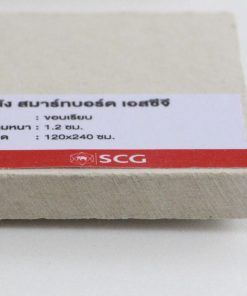 สมาร์ทบอร์ด เอสซีจี
: ขอบเรียบ
: 1.2 ซม.
: 120x240 ซม.
SCG